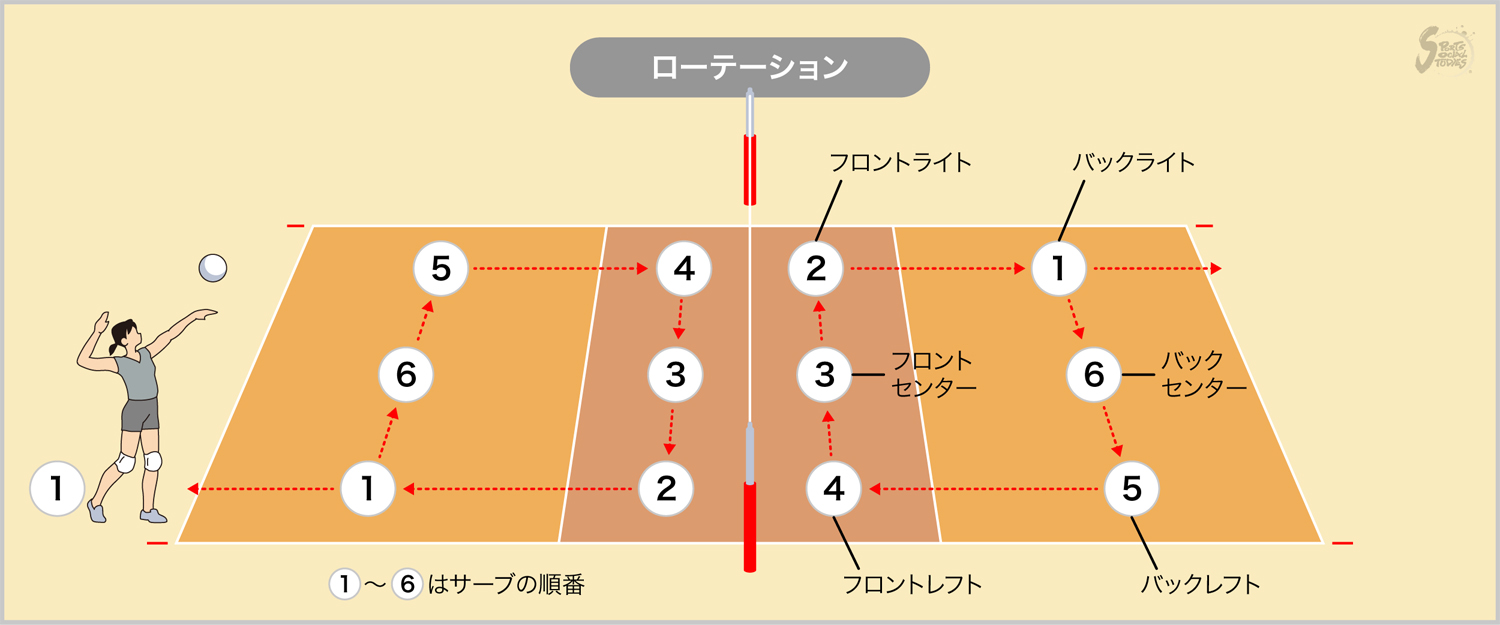 ローテーション
SPORTS
SOCIAL
TOWNES
フロントライト
バックライト
5
4
2
1
6
3
3
フロント
センター
6
バック
センター
1
1
2
4
5
①〜⑥はサーブの順番
フロントレフト
バックレフト